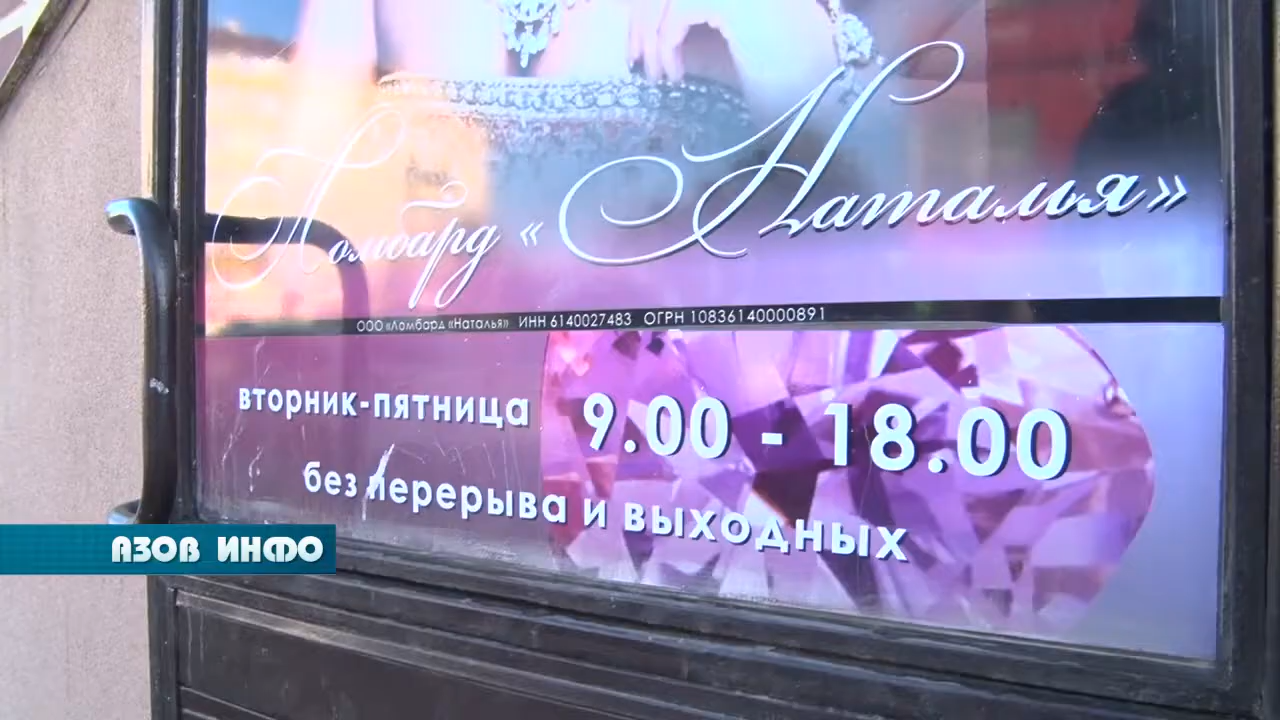 Ломбард «Наталья»
ООО «Ломбард «Наталья» ИНН 6140027483 ОГРН 10836140000891
вторник-пятница 9.00 - 18.00
без перерыва и выходных
АЗОВ ИНФО